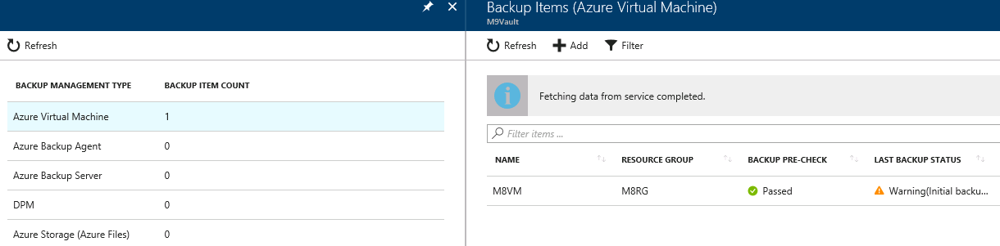 Backup Items (Azure Virtual Machine)
M9Vault
Refresh
Refresh Add Filter
BACKUP MANAGEMENT TYPE BACKUP ITEM COUNT
Azure Virtual Machine 1
Azure Backup Agent 0
Azure Backup Server 0
DPM 0
Azure Storage (Azure Files) 0
Fetching data from service completed.
Filter items ...
NAME RESOURCE GROUP BACKUP PRE-CHECK LAST BACKUP STATUS
M8VM M8RG Passed Warning(Initial backu...